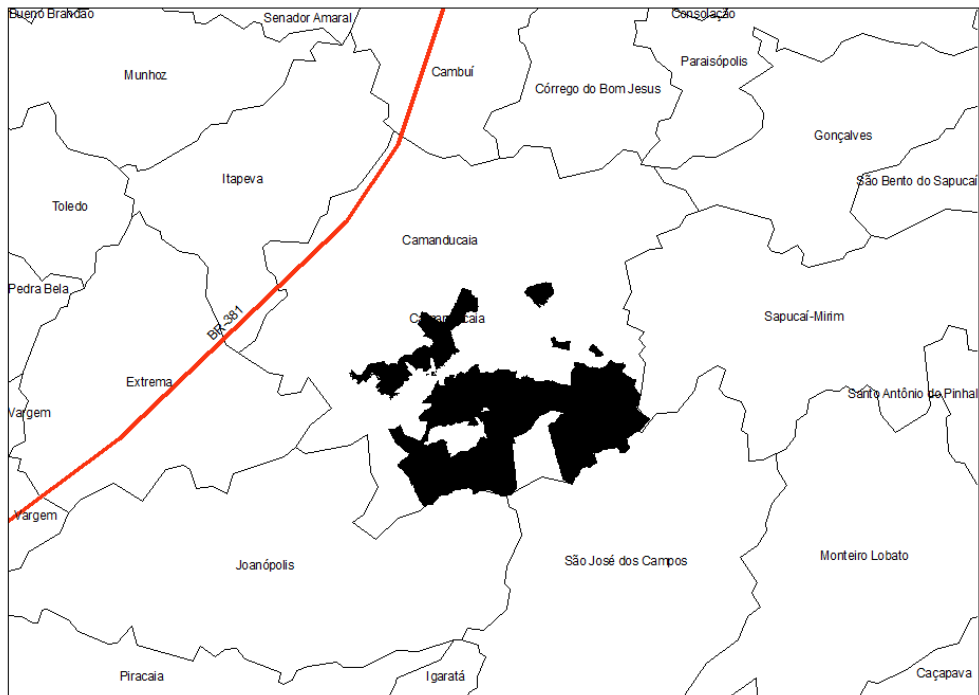 Bueno Brandão
Senador Amaral
Consolação
Munhoz
Cambuí
Paraisópolis
Córrego do Bom Jesus
Gonçalves
Itapeva
São Bento do Sapucaí
Toledo
Camanducaia
Pedra Bela
BR-381
Camanducaia
Sapucaí-Mirim
Extrema
Santo Antônio do Pinhal
Vargem
Vargem
Joanópolis
São José dos Campos
Monteiro Lobato
Piracaia
Igaratá
Caçapava